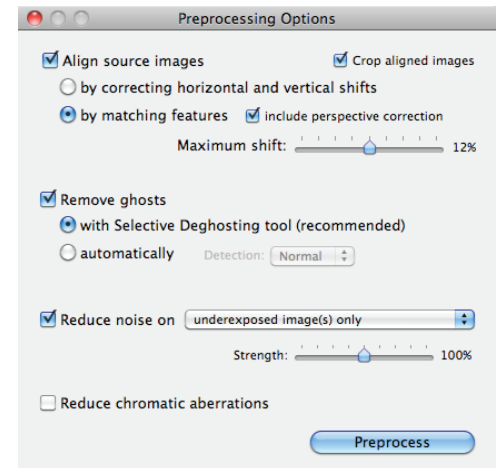 Preprocessing Options
Align source images Crop aligned images
by correcting horizontal and vertical shifts
by matching features include perspective correction
Maximum shift: 12%
Remove ghosts
with Selective Deghosting tool (recommended)
automatically Detection: Normal
Reduce noise on underexposed image(s) only
Strength: 100%
Reduce chromatic aberrations
Preprocess